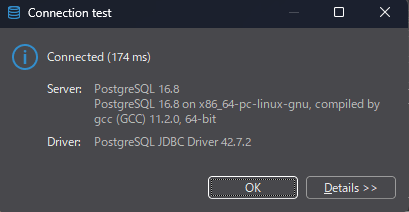 Connection test
Connected (174 ms)
Server: PostgreSQL 16.8
PostgreSQL 16.8 on x86_64-pc-linux-gnu, compiled by
gcc (GCC) 11.2.0, 64-bit
Driver: PostgreSQL JDBC Driver 42.7.2
OK
Details >>